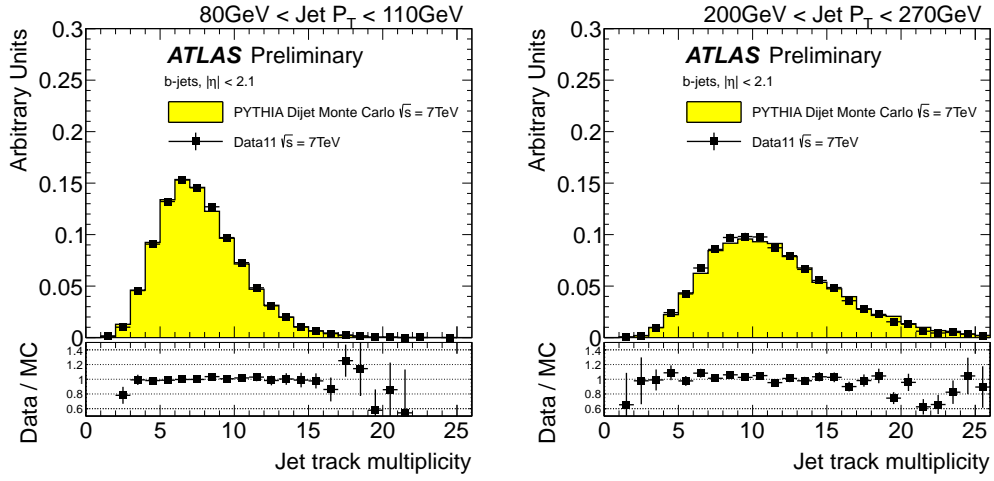 80GeV < Jet P_T < 110GeV
Arbitrary Units
0.3
0.25
0.2
0.15
0.1
0.05
0
ATLAS Preliminary
b-jets, |η| < 2.1
PYTHIA Dijet Monte Carlo √s = 7TeV
Data11 √s = 7TeV
Data / MC
1.4
1.2
1
0.8
0.6
0 5 10 15 20 25
Jet track multiplicity
200GeV < Jet P_T < 270GeV
Arbitrary Units
0.3
0.25
0.2
0.15
0.1
0.05
0
ATLAS Preliminary
b-jets, |η| < 2.1
PYTHIA Dijet Monte Carlo √s = 7TeV
Data11 √s = 7TeV
Data / MC
1.4
1.2
1
0.8
0.6
0 5 10 15 20 25
Jet track multiplicity